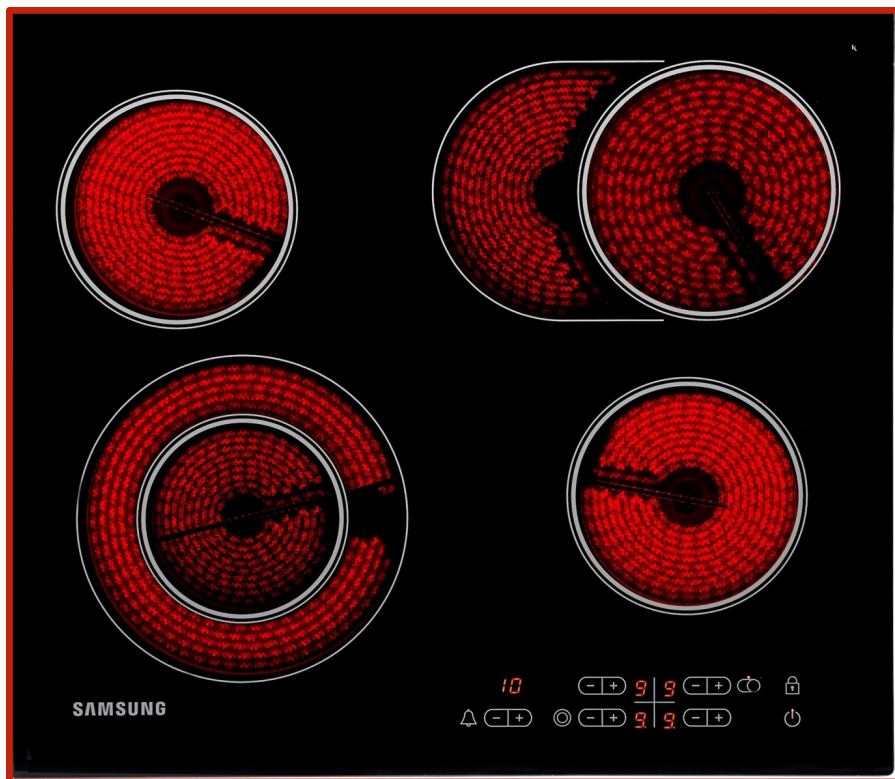 k
10
- + 9 9 - +
SAMSUNG
- + - + 9. 9. - +